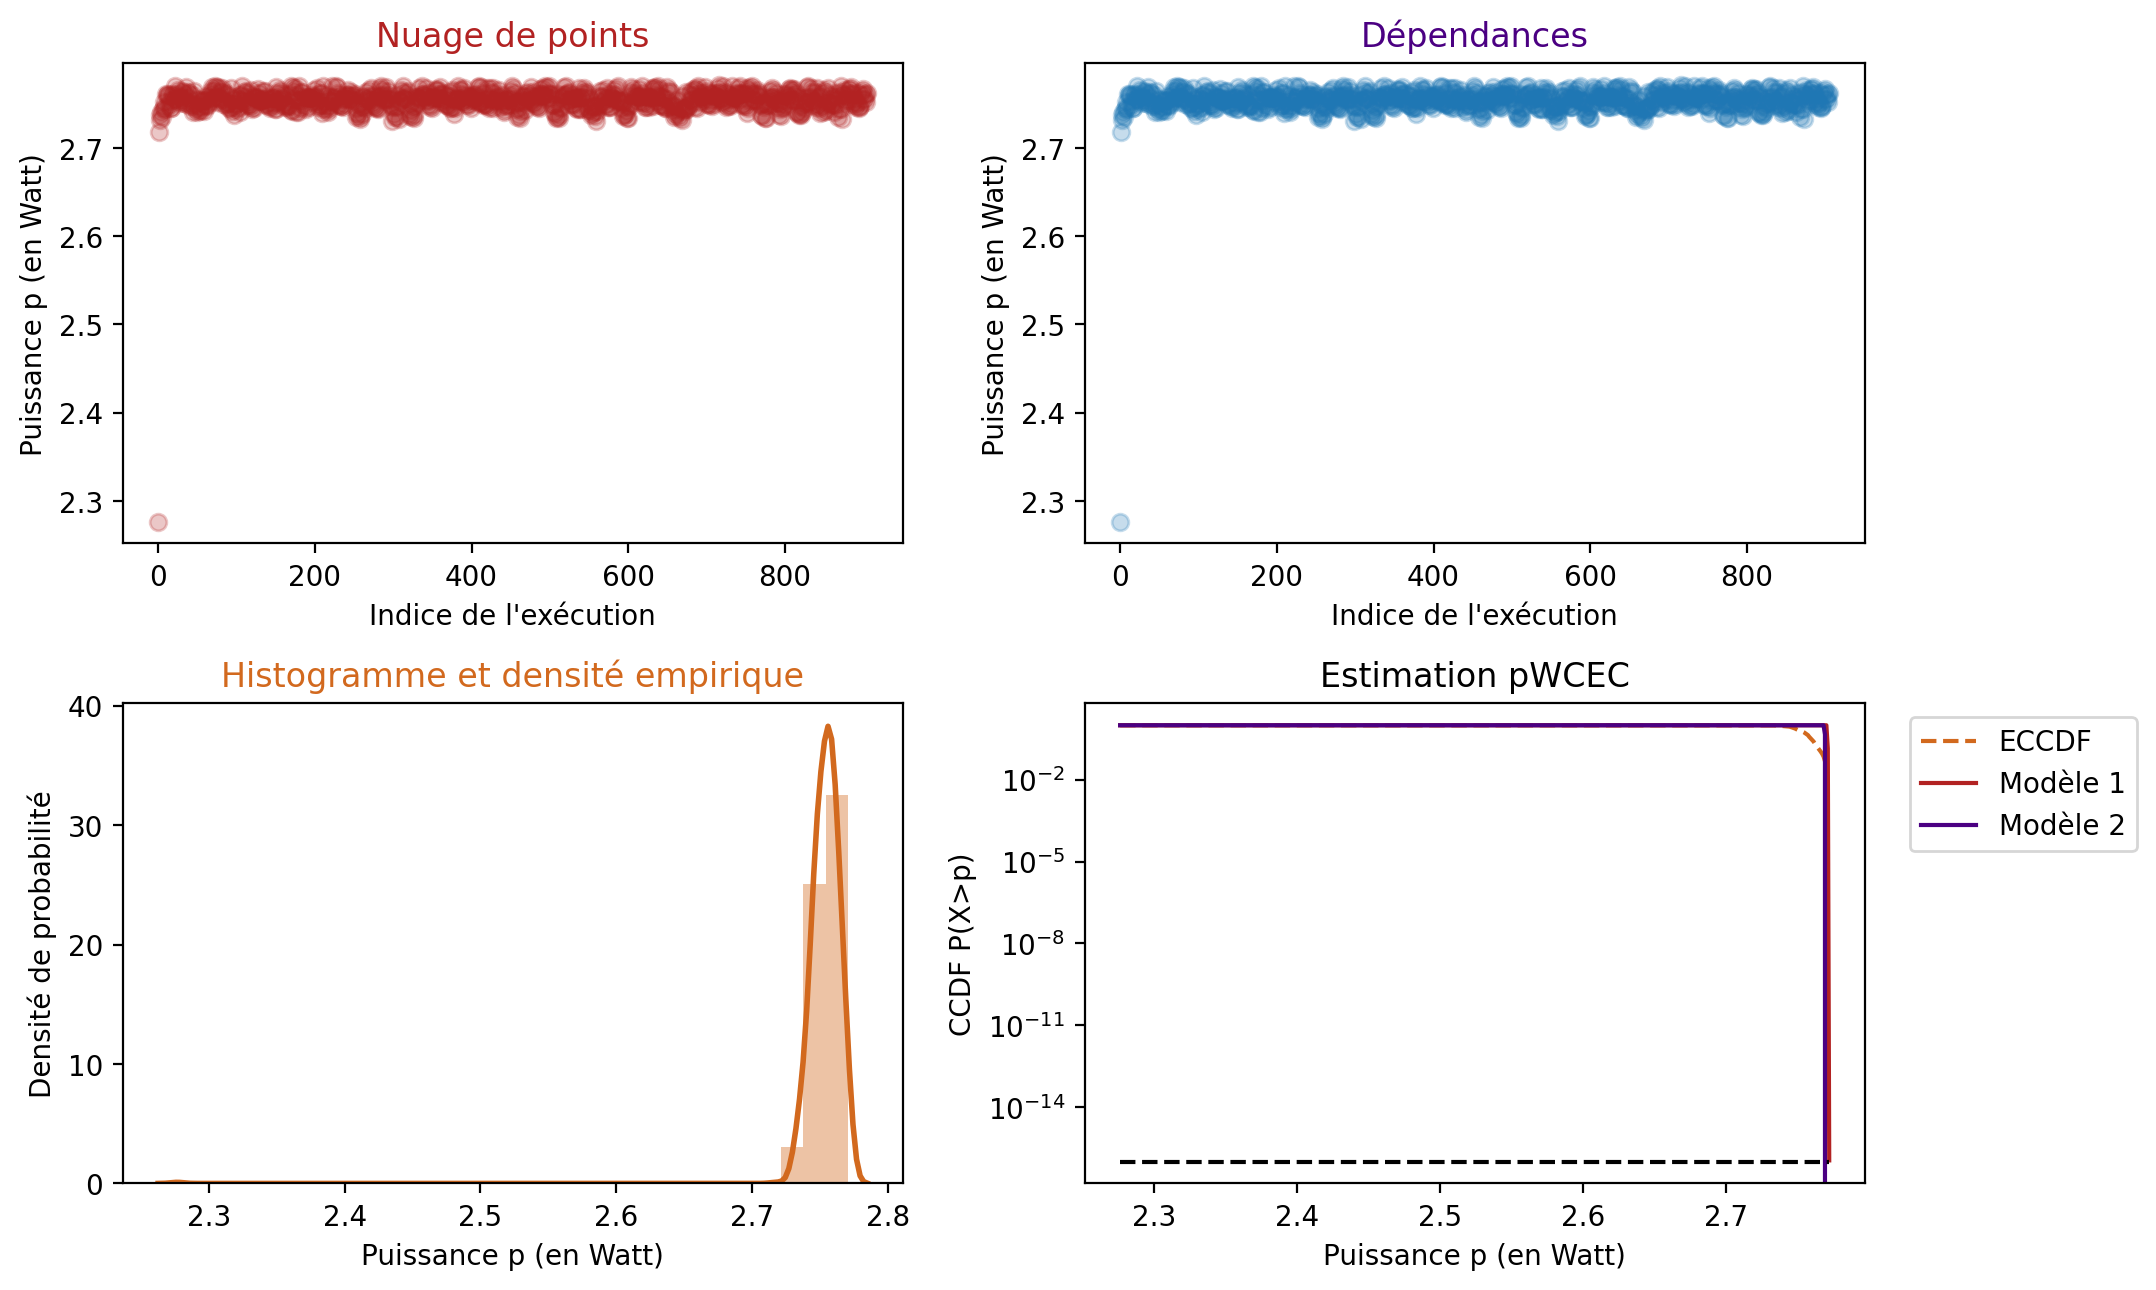 Nuage de points
Puissance p (en Watt)
2.7
2.6
2.5
2.4
2.3
0 200 400 600 800
Indice de l'exécution
Dépendances
Puissance p (en Watt)
2.7
2.6
2.5
2.4
2.3
0 200 400 600 800
Indice de l'exécution
Histogramme et densité empirique
Densité de probabilité
40
30
20
10
0
2.3 2.4 2.5 2.6 2.7 2.8
Puissance p (en Watt)
Estimation pWCEC
CCDF P(X>p)
10⁻²
10⁻⁵
10⁻⁸
10⁻¹¹
10⁻¹⁴
2.3 2.4 2.5 2.6 2.7
Puissance p (en Watt)
ECCDF
Modèle 1
Modèle 2